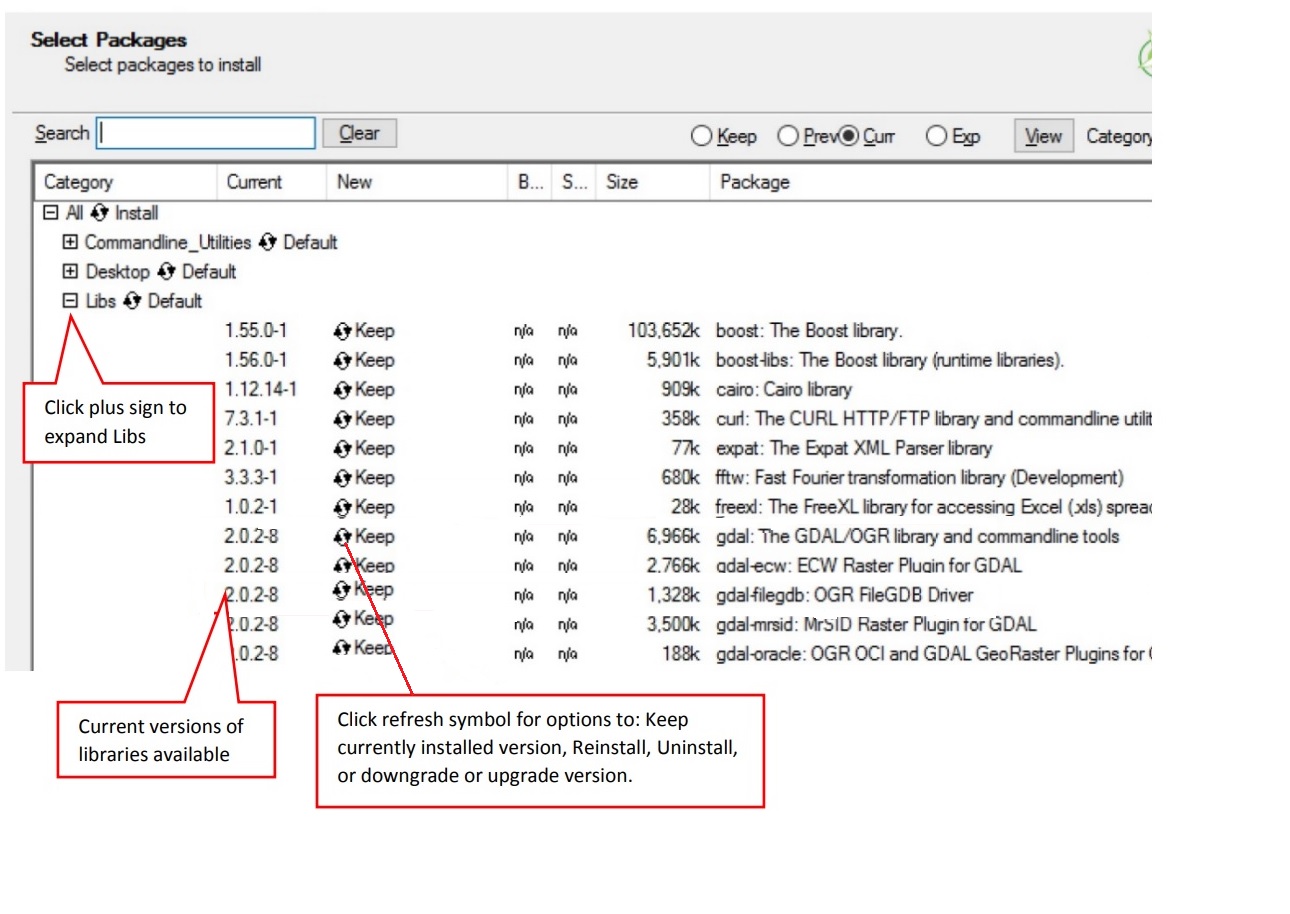 Select Packages
Select packages to install
Search Clear Keep Prev Curr Exp View Category
Category Current New B... S... Size Package
All Install
Commandline_Utilities Default
Desktop Default
Libs Default
1.55.0-1 Keep n/a n/a 103,652k boost: The Boost library.
1.56.0-1 Keep n/a n/a 5,901k boost-libs: The Boost library (runtime libraries).
1.12.14-1 Keep n/a n/a 909k cairo: Cairo library
7.3.1-1 Keep n/a n/a 358k curl: The CURL HTTP/FTP library and commandline utilit
2.1.0-1 Keep n/a n/a 77k expat: The Expat XML Parser library
3.3.3-1 Keep n/a n/a 680k fftw: Fast Fourier transformation library (Development)
1.0.2-1 Keep n/a n/a 28k freexl: The FreeXL library for accessing Excel (.xls) spread
2.0.2-8 Keep n/a n/a 6,966k gdal: The GDAL/OGR library and commandline tools
2.0.2-8 Keep n/a n/a 2.766k gdal-ecw: ECW Raster Plugin for GDAL
2.0.2-8 Keep n/a n/a 1,328k gdal-filegdb: OGR FileGDB Driver
2.0.2-8 Keep n/a n/a 3,500k gdal-mrsid: MrSID Raster Plugin for GDAL
.0.2-8 Keep n/a n/a 188k gdal-oracle: OGR OCI and GDAL GeoRaster Plugins for
Click plus sign to
expand Libs
Current versions of
libraries available
Click refresh symbol for options to: Keep
currently installed version, Reinstall, Uninstall,
or downgrade or upgrade version.